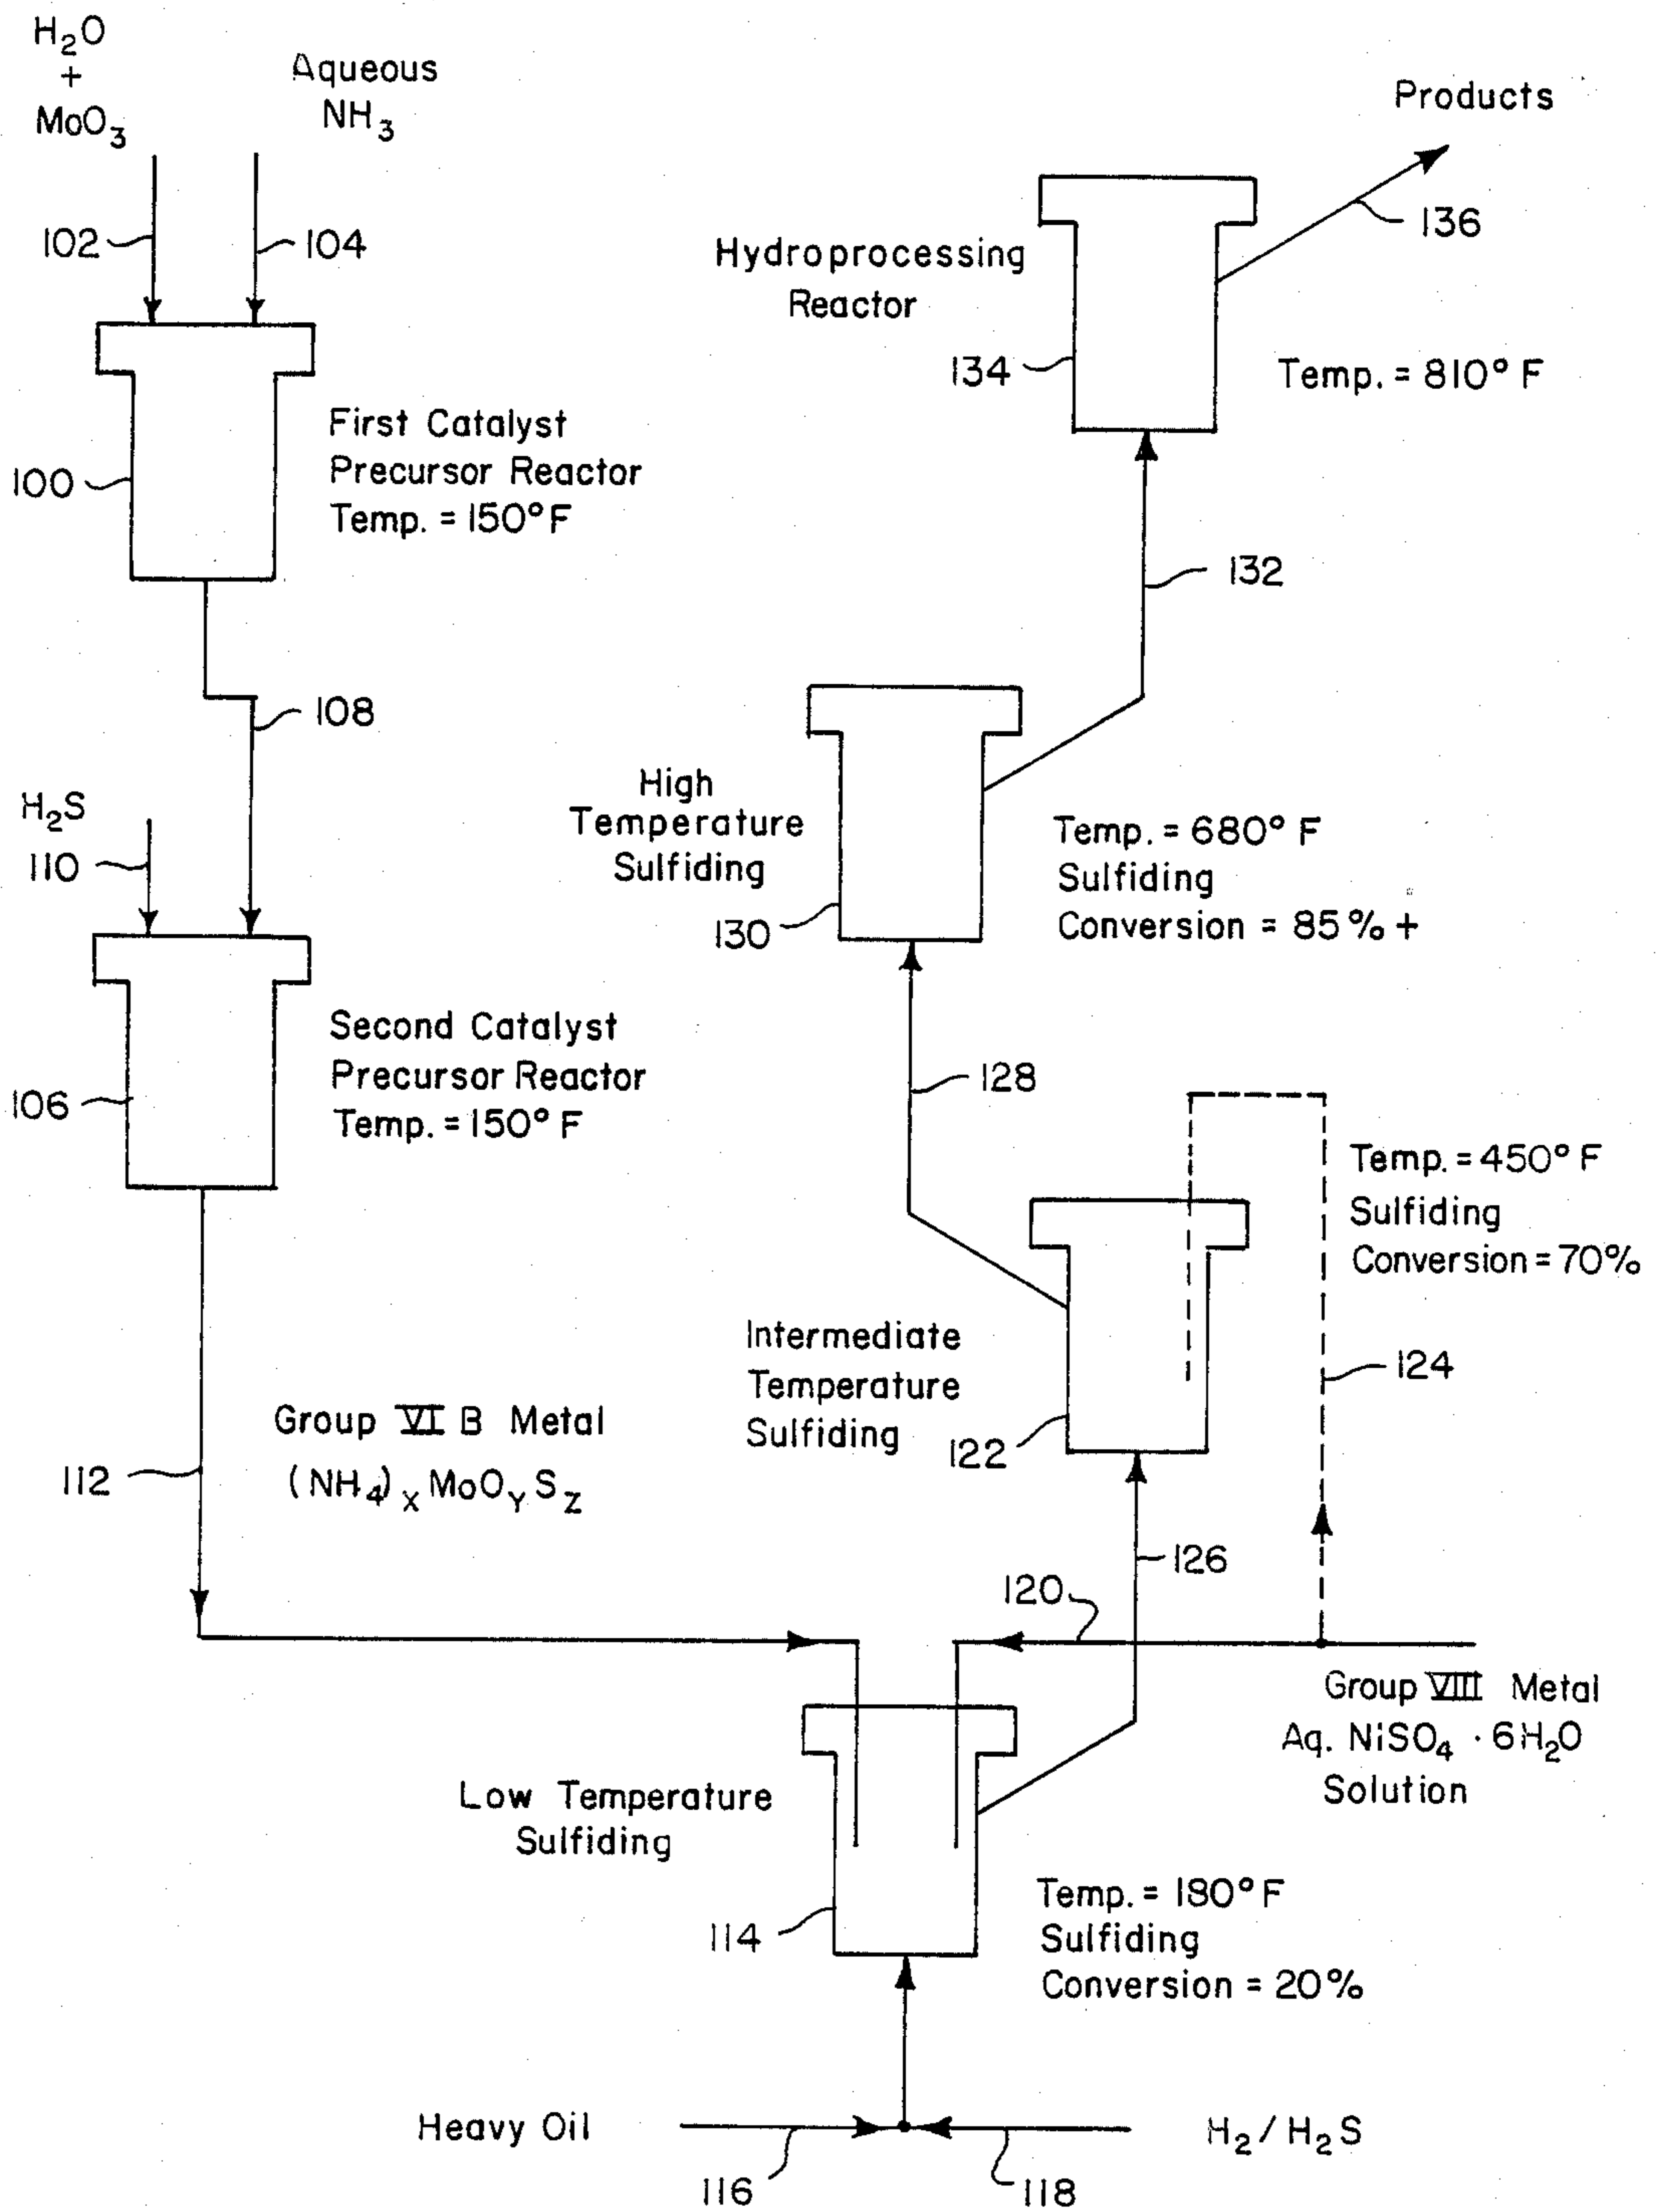 H₂O
+
MoO₃
Aqueous
NH₃
102
104
100
First Catalyst
Precursor Reactor
Temp. = 150° F
108
H₂S
110
106
Second Catalyst
Precursor Reactor
Temp. = 150° F
112
Group VI B Metal
(NH₄)ₓ MoO_Y S_Z
Products
136
Hydroprocessing
Reactor
134
Temp. = 810° F
132
High
Temperature
Sulfiding
130
Temp. = 680° F
Sulfiding
Conversion = 85% +
128
Temp. = 450° F
Sulfiding
Conversion = 70%
Intermediate
Temperature
Sulfiding
122
124
126
120
Group VIII Metal
Aq. NiSO₄ · 6H₂O
Solution
Low Temperature
Sulfiding
114
Temp. = 180° F
Sulfiding
Conversion = 20%
Heavy Oil
116
118
H₂ / H₂S